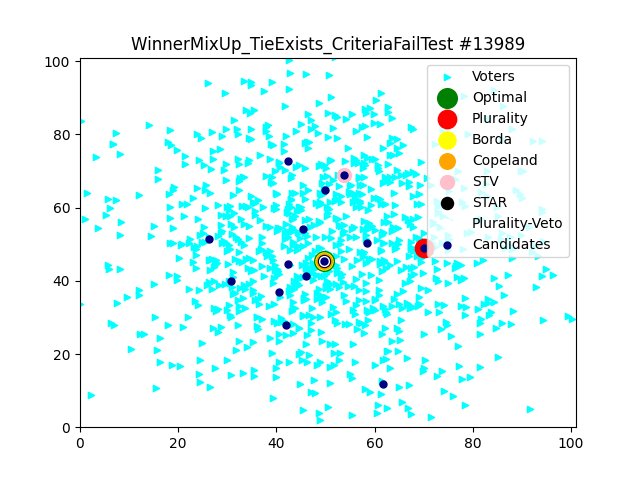 WinnerMixUp_TieExists_CriteriaFailTest #13989
100
80
60
40
20
0
0
20
40
60
80
100
Voters
Optimal
Plurality
Borda
Copeland
STV
STAR
Plurality-Veto
Candidates